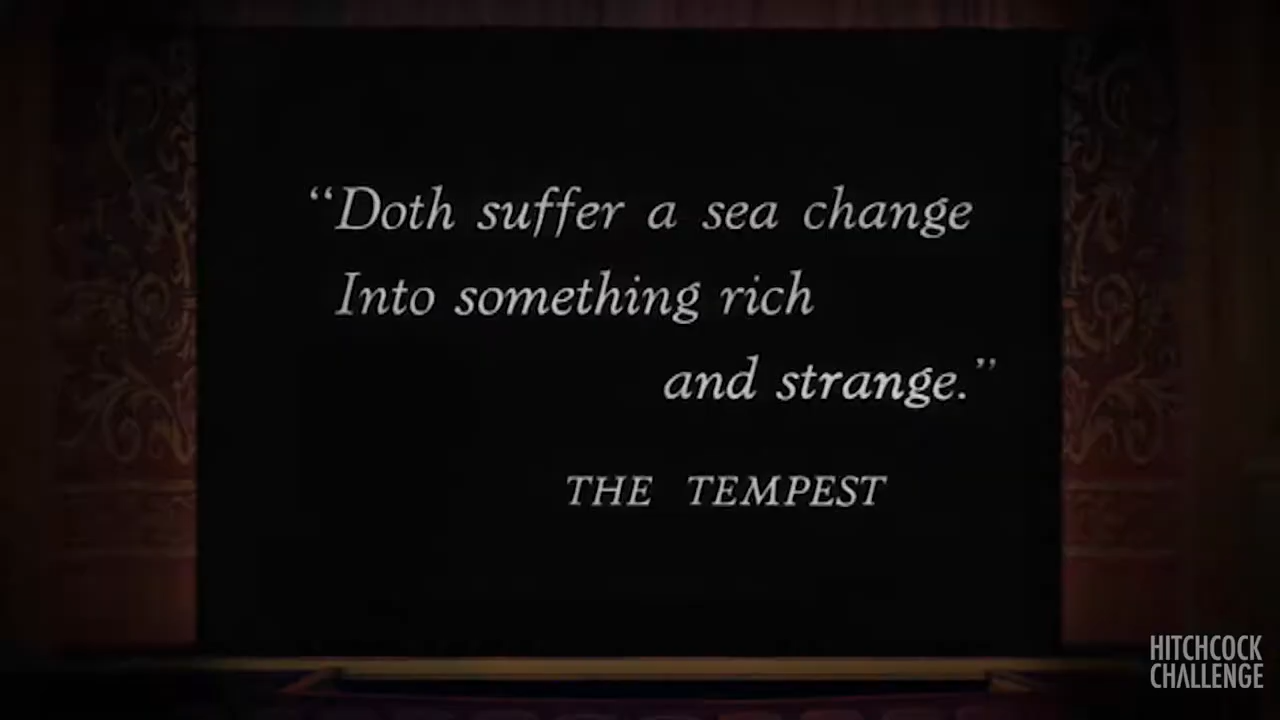 “Doth suffer a sea change
Into something rich
and strange.”
THE TEMPEST
HITCHCOCK
CHALLENGE